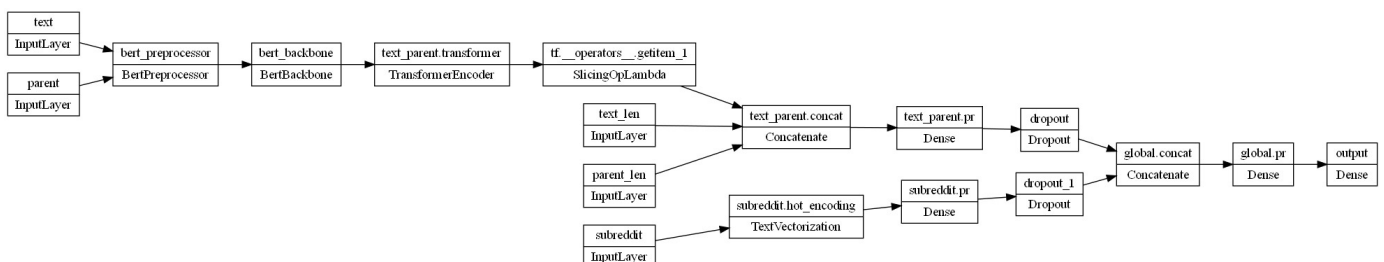 text
InputLayer
parent
InputLayer
bert_preprocessor
BertPreprocessor
bert_backbone
BertBackbone
text_parent.transformer
TransformerEncoder
tf.__operators__.getitem_1
SlicingOpLambda
text_len
InputLayer
parent_len
InputLayer
text_parent.concat
Concatenate
text_parent.pr
Dense
dropout
Dropout
subreddit
InputLayer
subreddit.hot_encoding
TextVectorization
subreddit.pr
Dense
dropout_1
Dropout
global.concat
Concatenate
global.pr
Dense
output
Dense